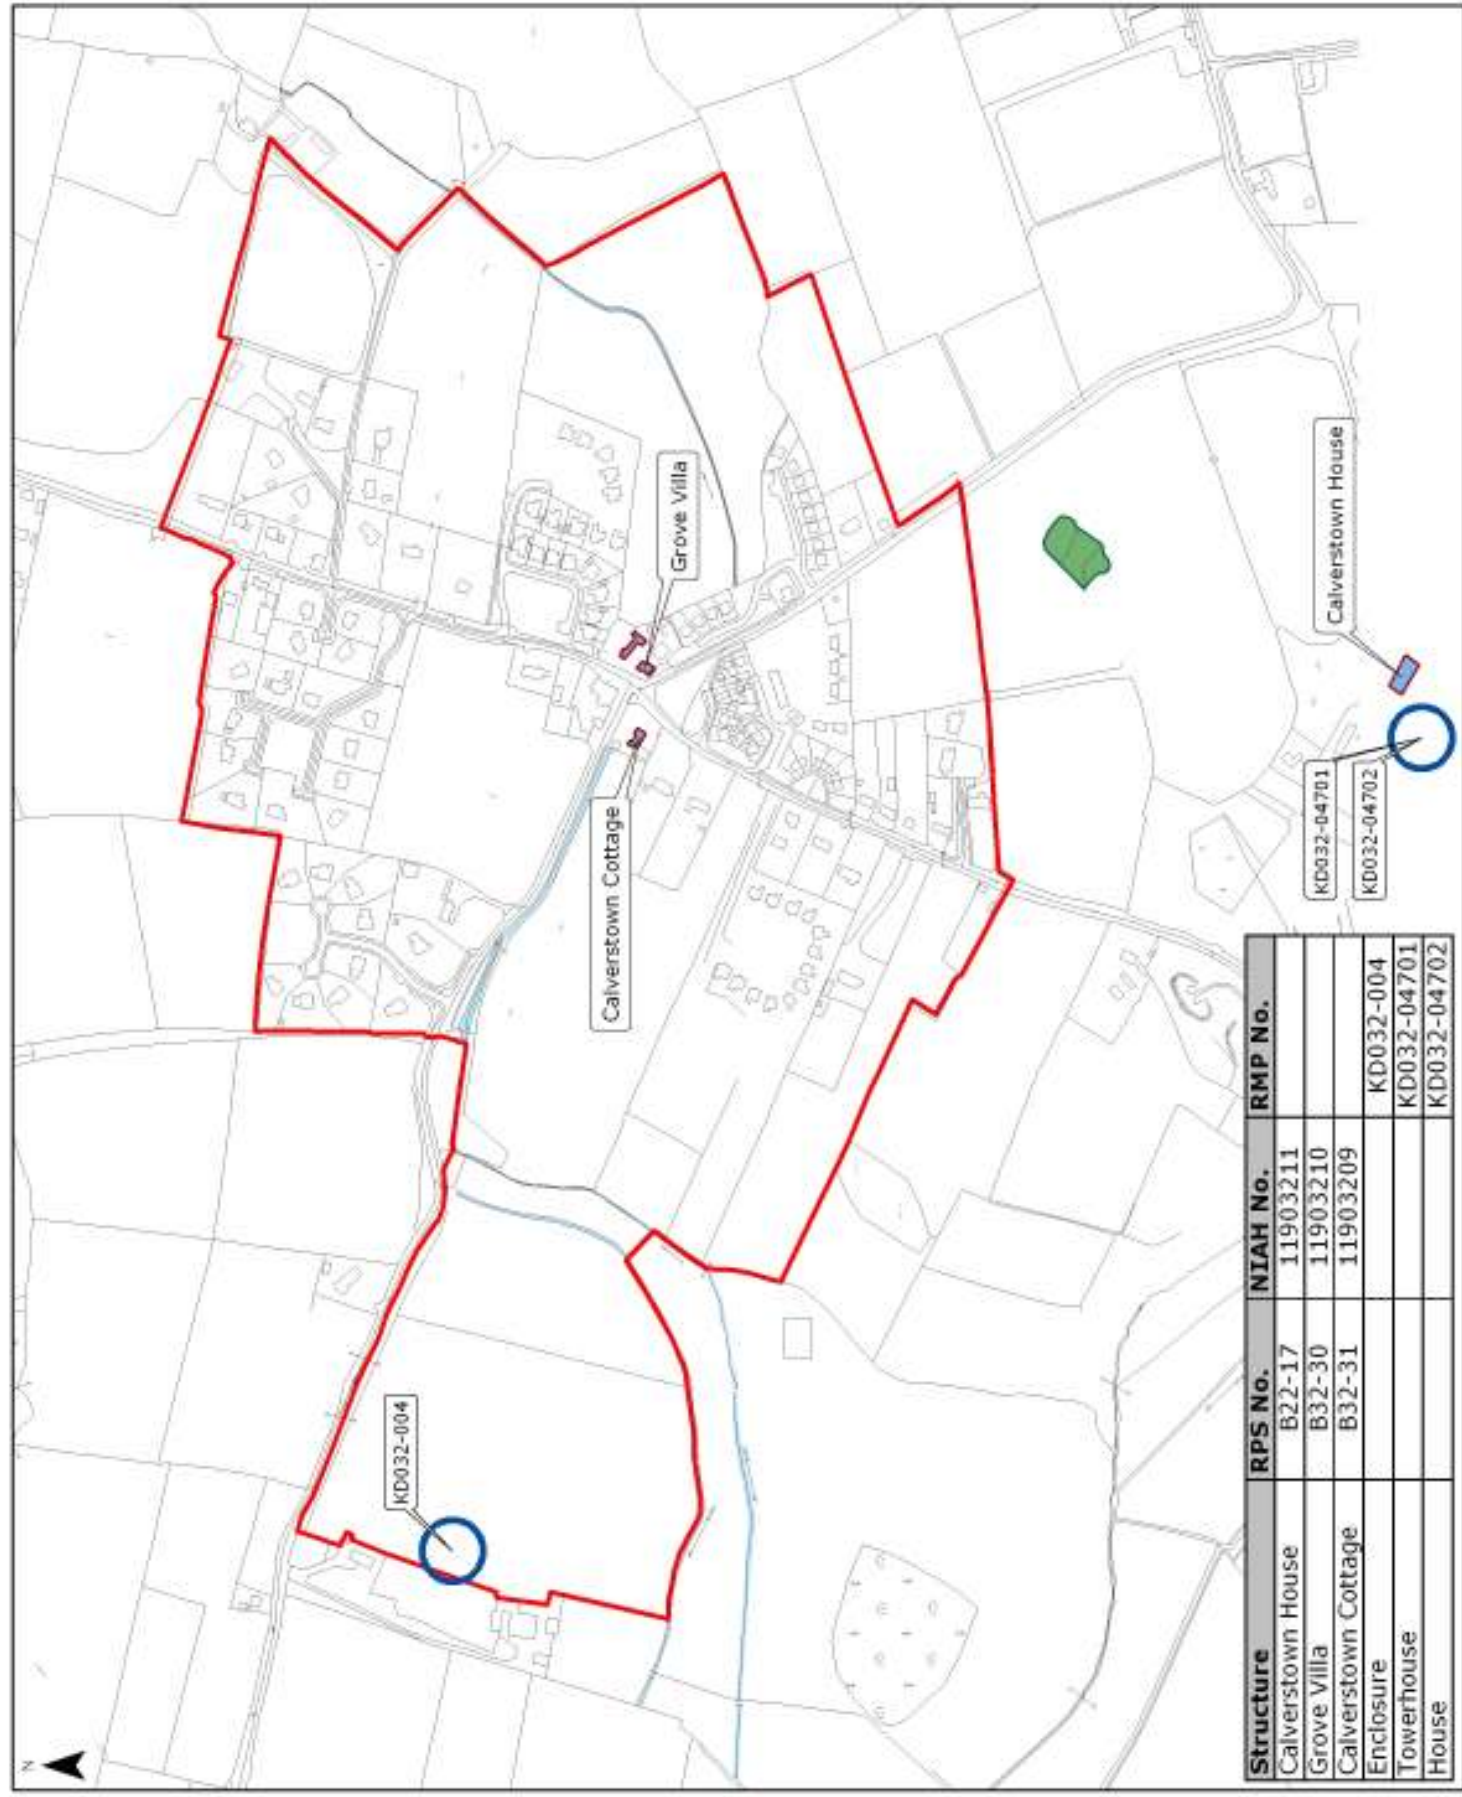 N
KD032-004
Calverstown Cottage
Grove Villa
Calverstown House
KD032-04701
KD032-04702
Structure RPS No. NIAH No. RMP No.
Calverstown House B22-17 11903211
Grove Villa B32-30 11903210
Calverstown Cottage B32-31 11903209
Enclosure KD032-004
Towerhouse KD032-04701
House KD032-04702